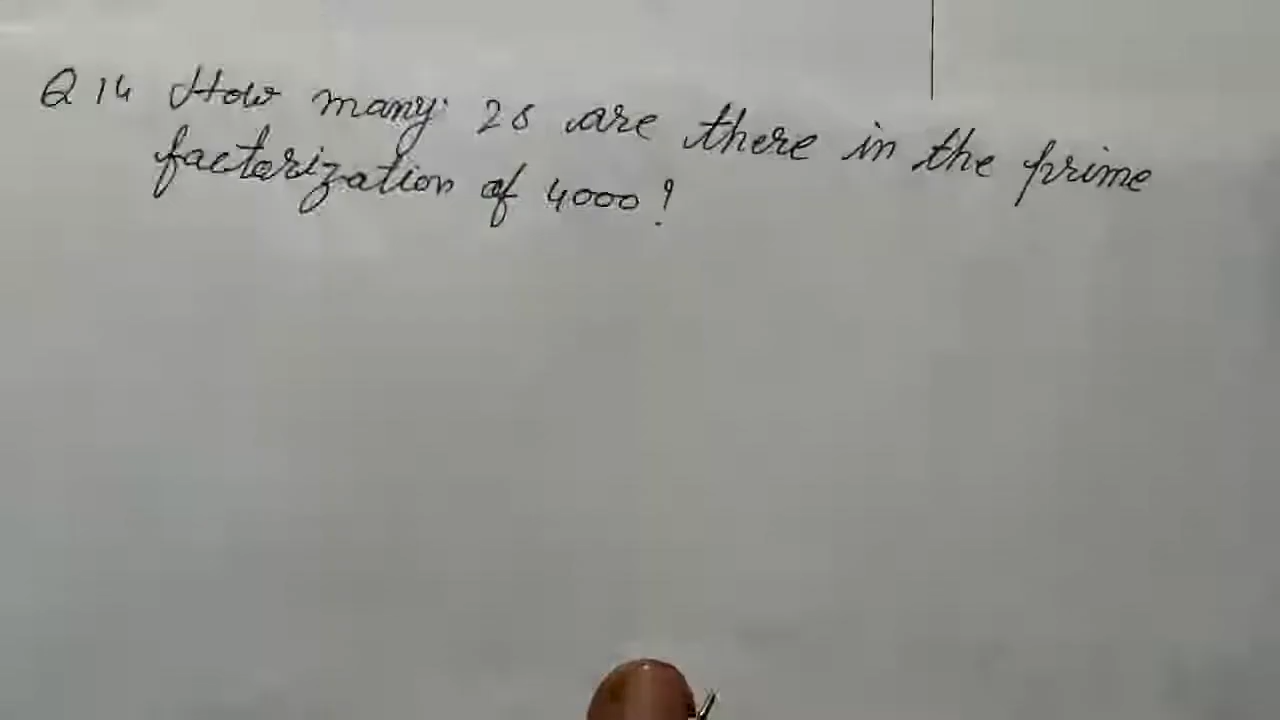 Q 14 How many 2s are there in the prime
factorization of 4000?